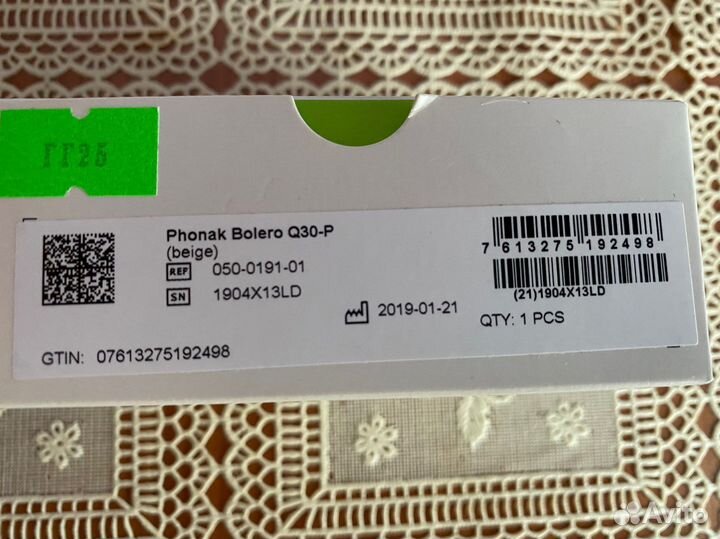 ГГ25
Phonak Bolero Q30-P
(beige)
REF 050-0191-01
SN 1904X13LD
2019-01-21
GTIN: 07613275192498
7 613275 192498
(21)1904X13LD
QTY: 1 PCS
Avito